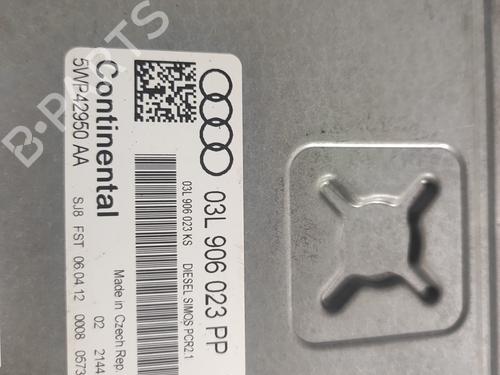 03L 906 023 PP
03L 906 023 KS DIESEL SIMOS PCR2.1
Continental
Made in Czech Rep.
5WP42950 AA
02 2144
SJ8 FST 06.04.12 0008 0573
B-PARTS